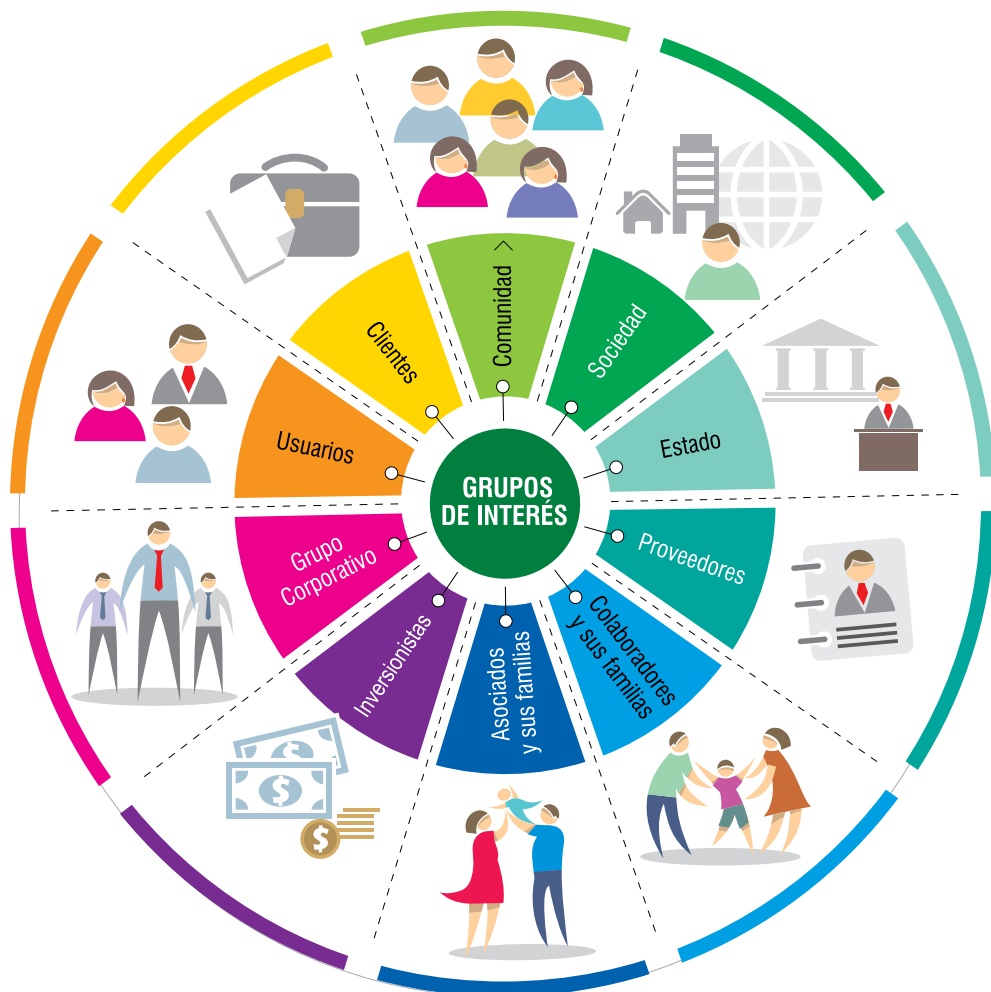 GRUPOS
DE INTERÉS
Comunidad
Sociedad
Estado
Proveedores
Colaboradores
y sus familias
Asociados
y sus familias
Inversionistas
Grupo
Corporativo
Usuarios
Clientes
$
$
$